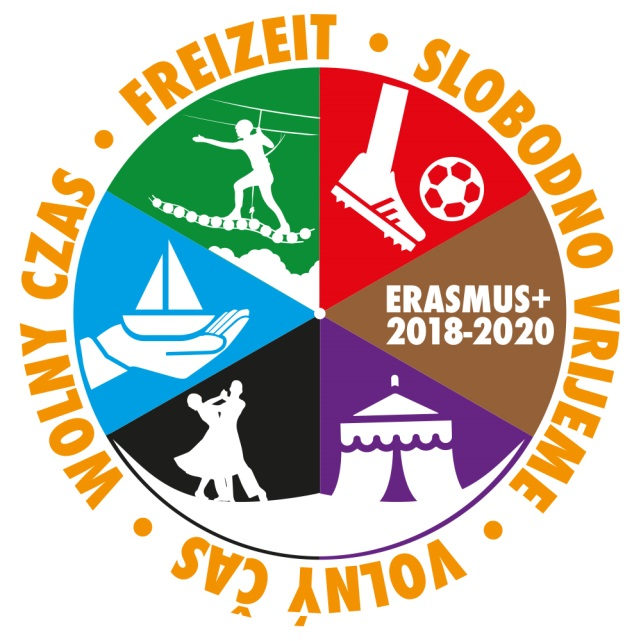 FREIZEIT • SLOBODNO VRIJEME • VOLNÝ ČAS • WOLNY CZAS •
ERASMUS+
2018-2020